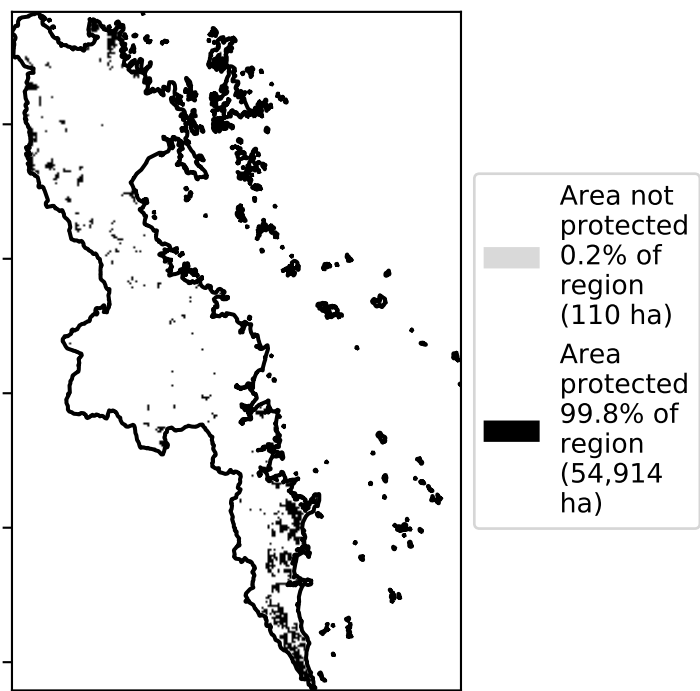 Area not
protected
0.2% of
region
(110 ha)
Area
protected
99.8% of
region
(54,914
ha)